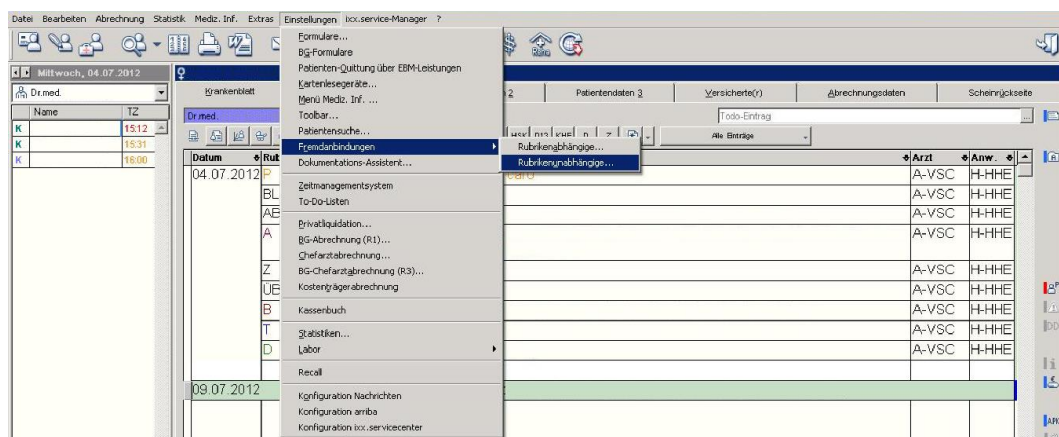 Datei Bearbeiten Abrechnung Statistik Mediz. Inf. Extras Einstellungen ixx.service-Manager ?
Mittwoch, 04.07.2012
Dr.med.
Name TZ
K 15:12
K 15:31
K 16:00
Krankenblatt
2
Patientendaten 3
Versicherte(r)
Abrechnungsdaten
Scheinrückseite
Dr.med.
Todo-Eintrag
HSK D13 KHE D Z
Alle Einträge
Datum Rub Arzt Anw.
04.07.2012 P A-VSC H-HHE
BL A-VSC H-HHE
AB A-VSC H-HHE
A A-VSC H-HHE
Z A-VSC H-HHE
ÜB A-VSC H-HHE
B A-VSC H-HHE
T A-VSC H-HHE
D A-VSC H-HHE
09.07.2012
Formulare...
BG-Formulare
Patienten-Quittung über EBM-Leistungen
Kartenlesegeräte...
Menü Mediz. Inf. ...
Toolbar...
Patientensuche...
Fremdanbindungen
Dokumentations-Assistent...
Zeitmanagementsystem
To-Do-Listen
Privatliquidation...
BG-Abrechnung (R1)...
Chefarztabrechnung...
BG-Chefarztabrechnung (R3)...
Kostenträgerabrechnung
Kassenbuch
Statistiken...
Labor
Recall
Konfiguration Nachrichten
Konfiguration arriba
Konfiguration ixx.servicecenter
Rubrikenabhängige...
Rubrikenunabhängige...